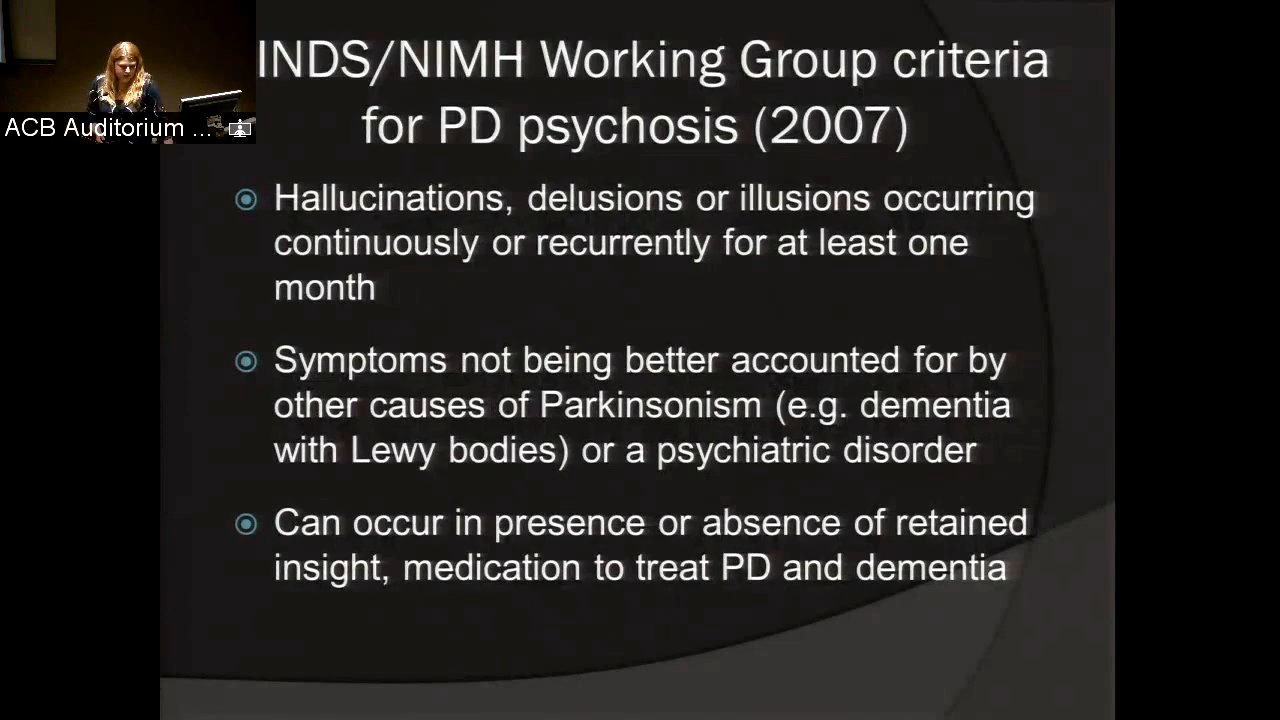 INDS/NIMH Working Group criteria
for PD psychosis (2007)
ACB Auditorium ...
Hallucinations, delusions or illusions occurring
continuously or recurrently for at least one
month
Symptoms not being better accounted for by
other causes of Parkinsonism (e.g. dementia
with Lewy bodies) or a psychiatric disorder
Can occur in presence or absence of retained
insight, medication to treat PD and dementia